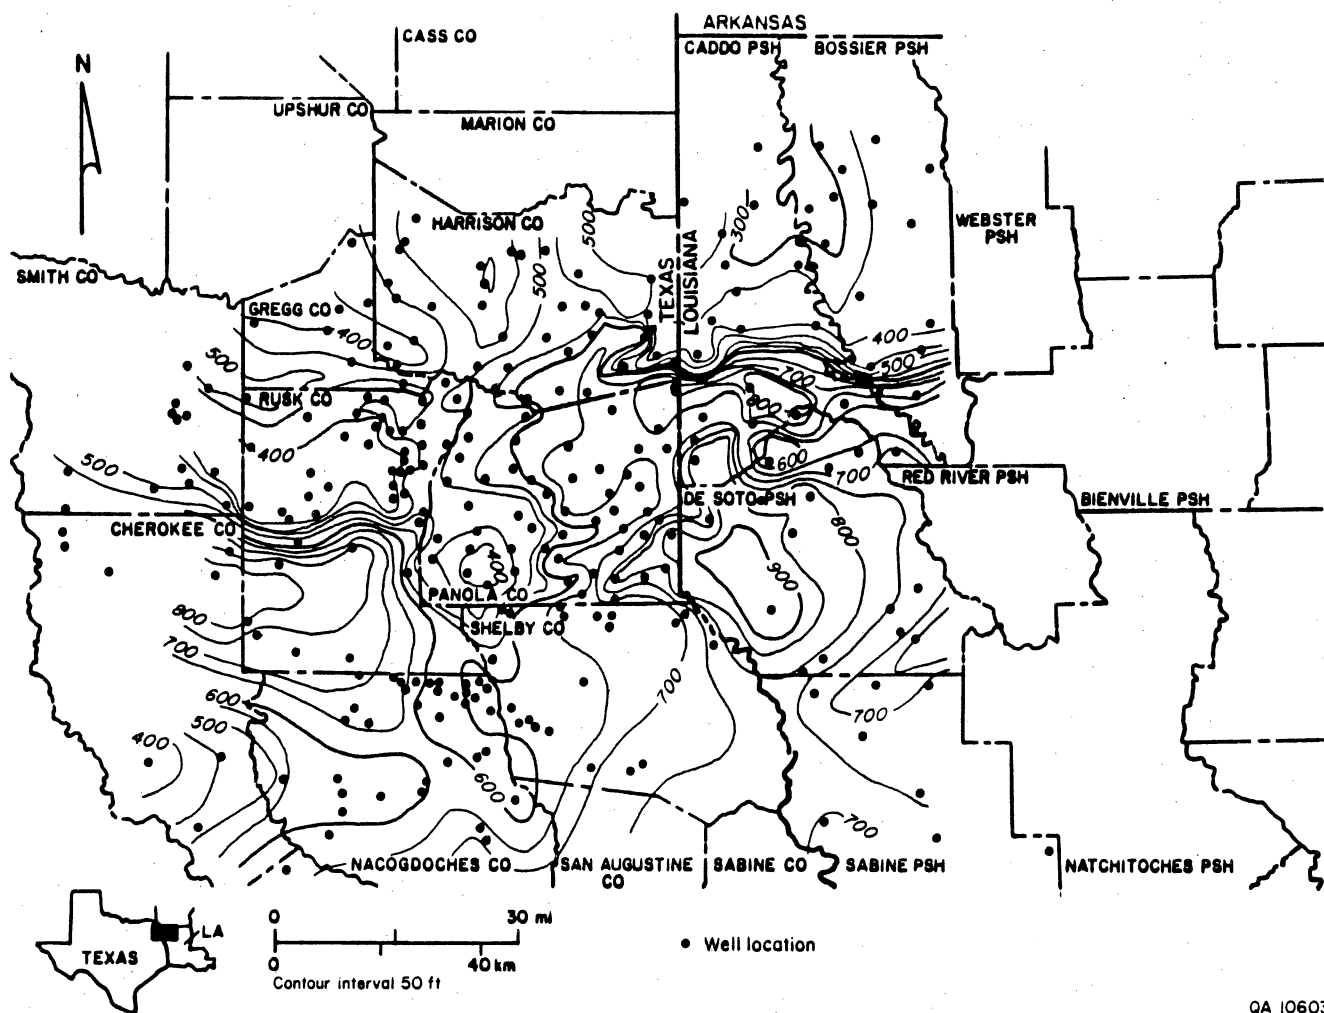 ARKANSAS
CASS CO
CADDO PSH
BOSSIER PSH
N
UPSHUR CO
MARION CO
HARRISON CO
500
300
WEBSTER
PSH
SMITH CO
TEXAS
LOUISIANA
500
GREGG CO
400
400
500
500
700
RUSK CO
800
400
600
500
700
RED RIVER PSH
DE SOTO PSH
BIENVILLE PSH
CHEROKEE CO
800
400
900
PANOLA CO
800
SHELBY CO
700
700
600
700
500
400
600
700
NACOGDOCHES CO
SAN AUGUSTINE
CO
SABINE CO
SABINE PSH
NATCHITOCHES PSH
LA
TEXAS
0
30 mi
0
40 km
Contour interval 50 ft
Well location
QA 10603